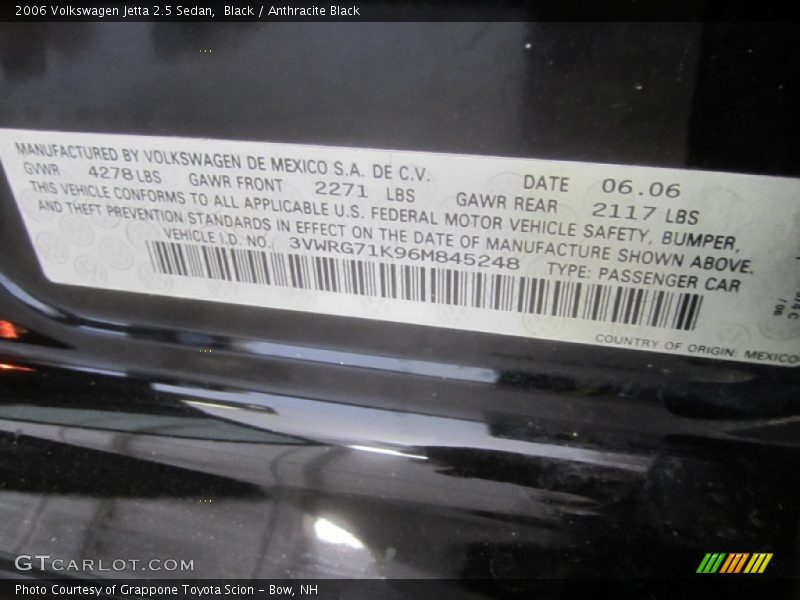 2006 Volkswagen Jetta 2.5 Sedan,  Black / Anthracite Black
MANUFACTURED BY VOLKSWAGEN DE MEXICO S.A. DE C.V.
DATE 06.06
GVWR 4278 LBS GAWR FRONT 2271 LBS GAWR REAR 2117 LBS
THIS VEHICLE CONFORMS TO ALL APPLICABLE U.S. FEDERAL MOTOR VEHICLE SAFETY, BUMPER,
AND THEFT PREVENTION STANDARDS IN EFFECT ON THE DATE OF MANUFACTURE SHOWN ABOVE.
VEHICLE I.D. NO. 3VWRG71K96M845248 TYPE: PASSENGER CAR
COUNTRY OF ORIGIN: MEXICO
GTCARLOT.COM
Photo Courtesy of Grappone Toyota Scion – Bow, NH